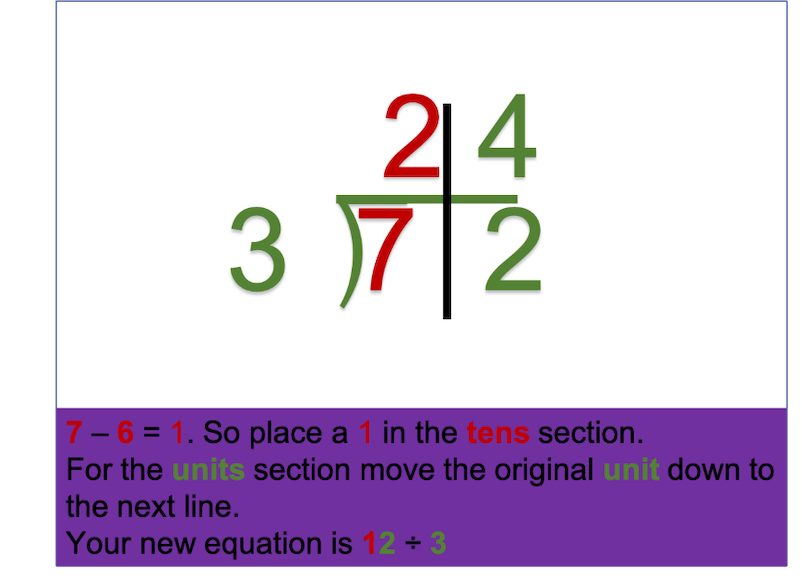 2 4
3 ) 7 2
7 – 6 = 1. So place a 1 in the tens section.
For the units section move the original unit down to
the next line.
Your new equation is 12 ÷ 3